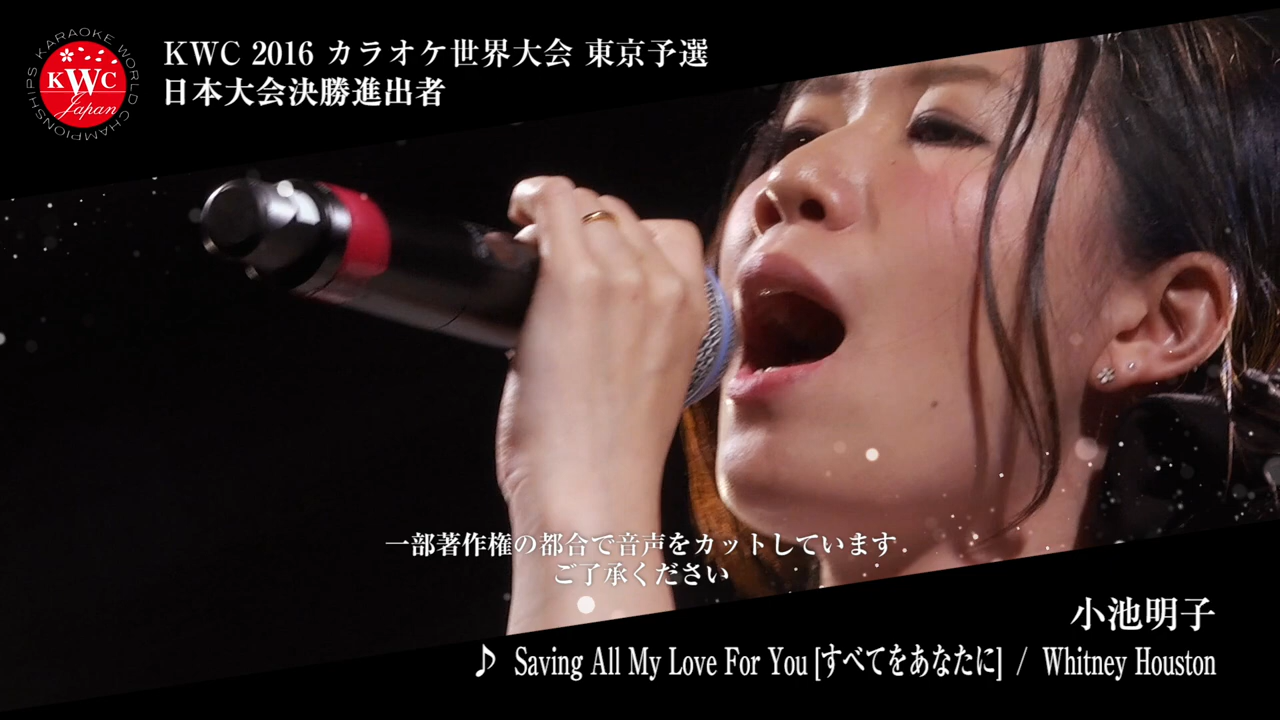 KARAOKE WORLD CHAMPIONSHIPS
KWC
Japan
KWC 2016 カラオケ世界大会 東京予選
日本大会決勝進出者
一部著作権の都合で音声をカットしています
ご了承ください
小池明子
♪ Saving All My Love For You [すべてをあなたに] / Whitney Houston